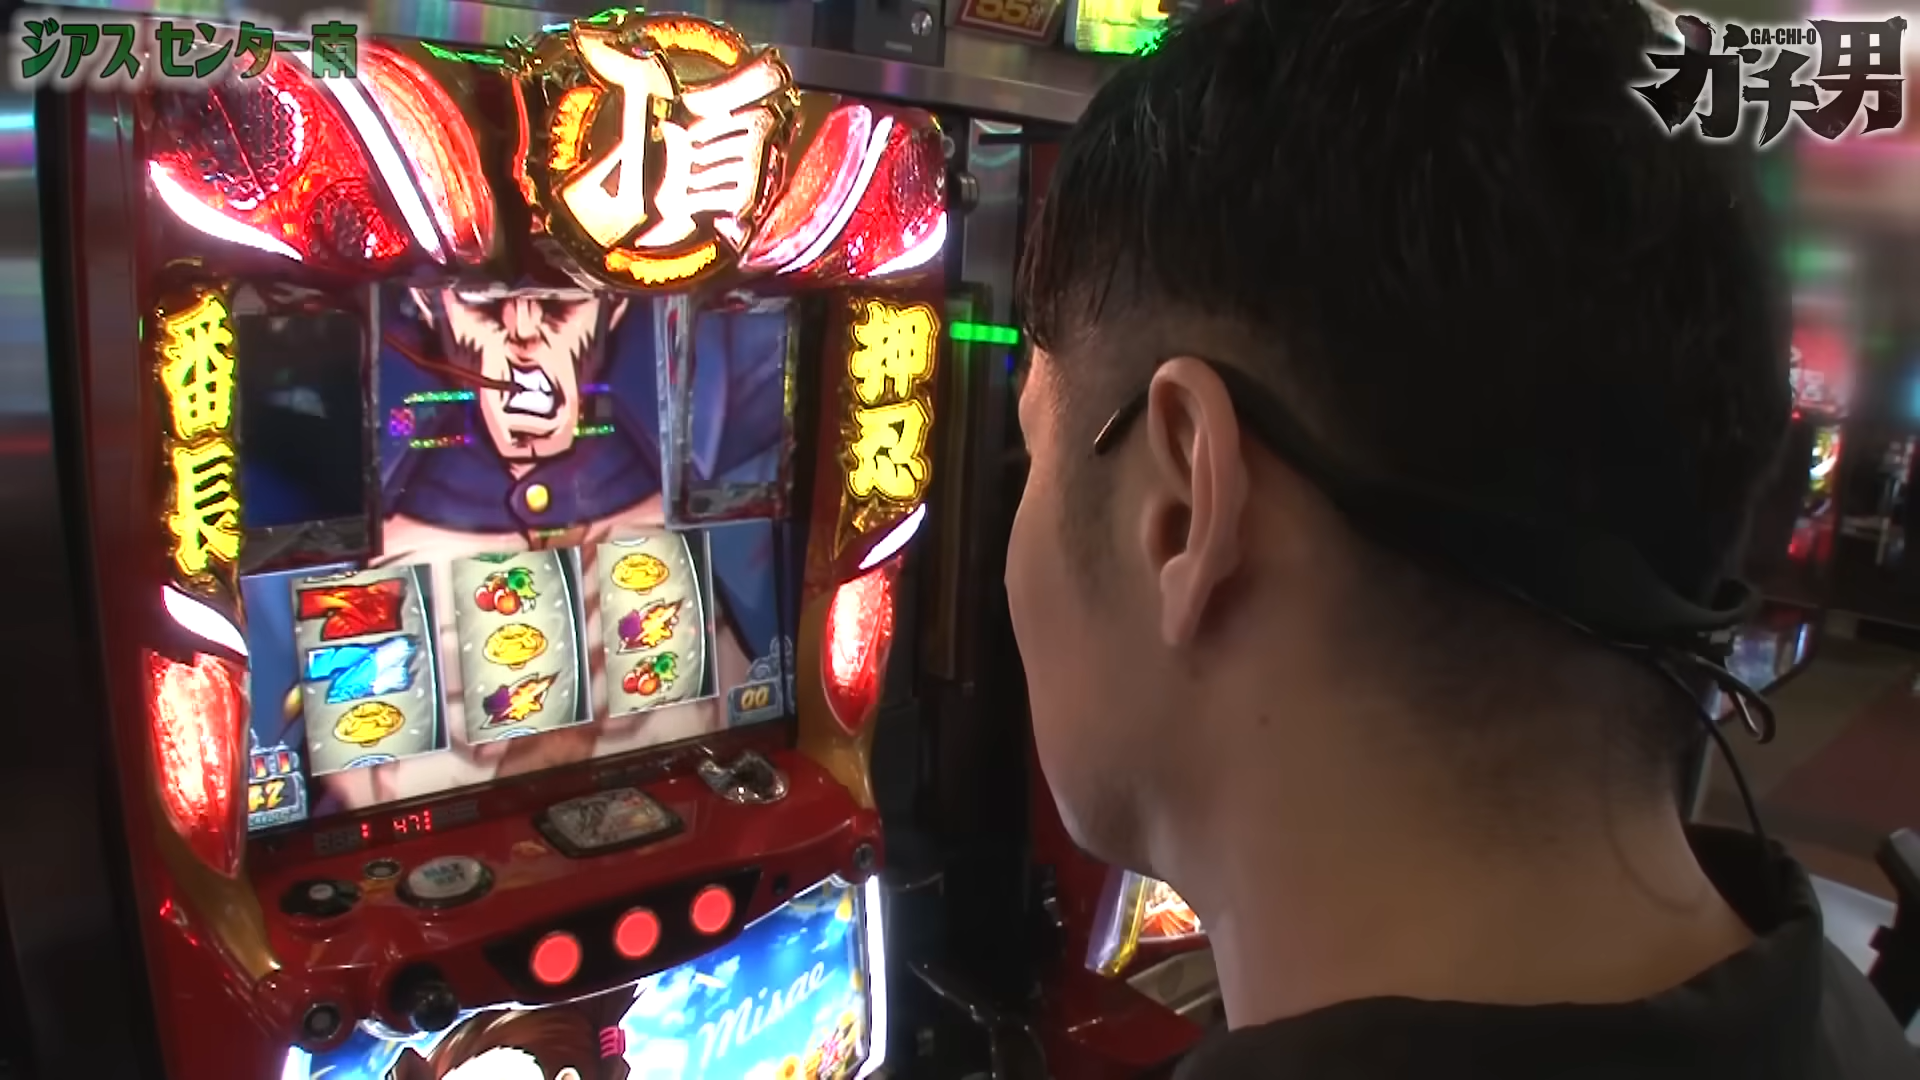 ジアス センター南
GA-CHI-O
ガチ男
頂
番長
押忍
Misae